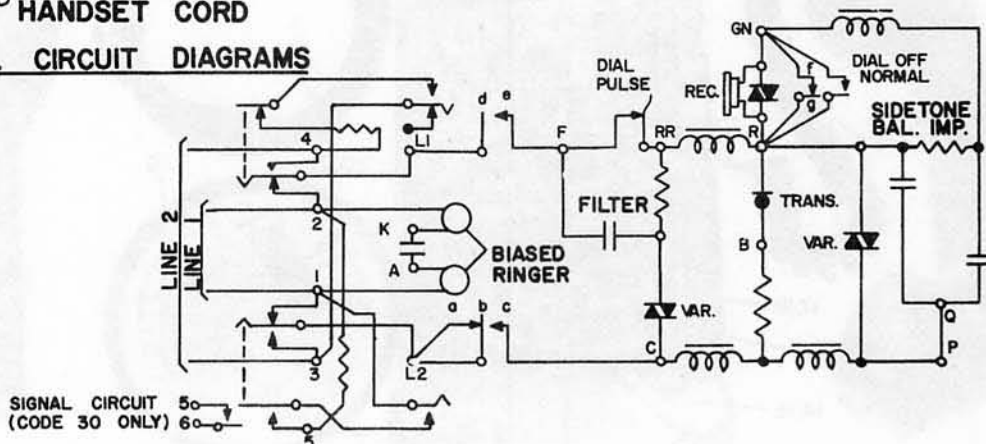 HANDSET CORD
CIRCUIT DIAGRAMS
GN
DIAL
PULSE
REC.
f
g
DIAL OFF
NORMAL
SIDETONE
BAL. IMP.
d
e
F
RR
R
4
L1
LINE 2
LINE 1
2
K
A
BIASED
RINGER
FILTER
TRANS.
B
VAR.
VAR.
1
a
b
c
C
Q
P
3
L2
SIGNAL CIRCUIT 5
(CODE 30 ONLY) 6
5